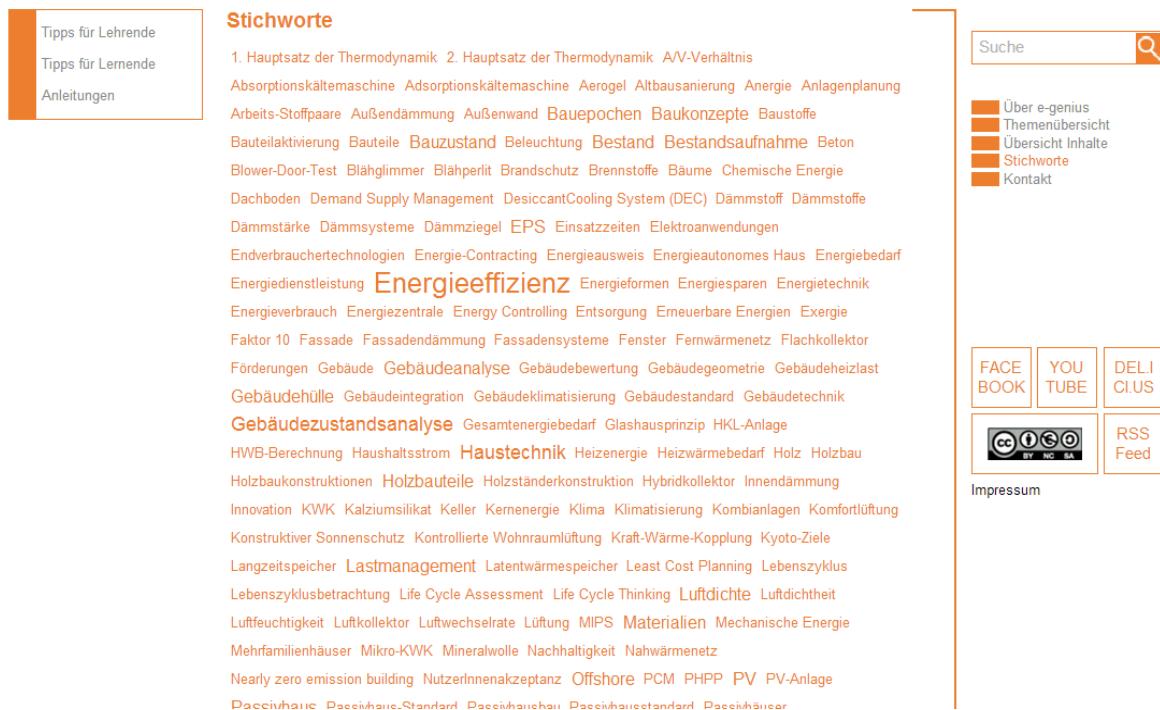 Tipps für Lehrende
Tipps für Lernende
Anleitungen
Stichworte
1. Hauptsatz der Thermodynamik 2. Hauptsatz der Thermodynamik A/V-Verhältnis
Absorptionskältemaschine Adsorptionskältemaschine Aerogel Altbausanierung Anergie Anlagenplanung
Arbeits-Stoffpaare Außendämmung Außenwand Bauepochen Baukonzepte Baustoffe
Bauteilaktivierung Bauteile Bauzustand Beleuchtung Bestand Bestandsaufnahme Beton
Blower-Door-Test Blähglimmer Blähperlit Brandschutz Brennstoffe Bäume Chemische Energie
Dachboden Demand Supply Management DesiccantCooling System (DEC) Dämmstoff Dämmstoffe
Dämmstärke Dämmsysteme Dämmziegel EPS Einsatzzeiten Elektroanwendungen
Endverbrauchertechnologien Energie-Contracting Energieausweis Energieautonomes Haus Energiebedarf
Energiedienstleistung Energieeffizienz Energieformen Energiesparen Energietechnik
Energieverbrauch Energiezentrale Energy Controlling Entsorgung Erneuerbare Energien Exergie
Faktor 10 Fassade Fassadendämmung Fassadensysteme Fenster Fernwärmenetz Flachkollektor
Förderungen Gebäude Gebäudeanalyse Gebäudebewertung Gebäudegeometrie Gebäudeheizlast
Gebäudehülle Gebäudeintegration Gebäudeklimatisierung Gebäudestandard Gebäudetechnik
Gebäudezustandsanalyse Gesamtenergiebedarf Glashausprinzip HKL-Anlage
HWB-Berechnung Haushaltsstrom Haustechnik Heizenergie Heizwärmebedarf Holz Holzbau
Holzbaukonstruktionen Holzbauteile Holzständerkonstruktion Hybridkollektor Innendämmung
Innovation KWK Kalziumsilikat Keller Kernenergie Klima Klimatisierung Kombianlagen Komfortlüftung
Konstruktiver Sonnenschutz Kontrollierte Wohnraumlüftung Kraft-Wärme-Kopplung Kyoto-Ziele
Langzeitspeicher Lastmanagement Latentwärmespeicher Least Cost Planning Lebenszyklus
Lebenszyklusbetrachtung Life Cycle Assessment Life Cycle Thinking Luftdichte Luftdichtheit
Luftfeuchtigkeit Luftkollektor Luftwechselrate Lüftung MIPS Materialien Mechanische Energie
Mehrfamilienhäuser Mikro-KWK Mineralwolle Nachhaltigkeit Nahwärmenetz
Nearly zero emission building NutzerInnenakzeptanz Offshore PCM PHPP PV PV-Anlage
Passivhaus Passivhaus-Standard Passivhausbau Passivhausstandard Passivhäuser
Suche
Über e-genius
Themenübersicht
Übersicht Inhalte
Stichworte
Kontakt
FACE
BOOK
YOU
TUBE
DEL.I
CI.US
cc
BY NC SA
RSS
Feed
Impressum